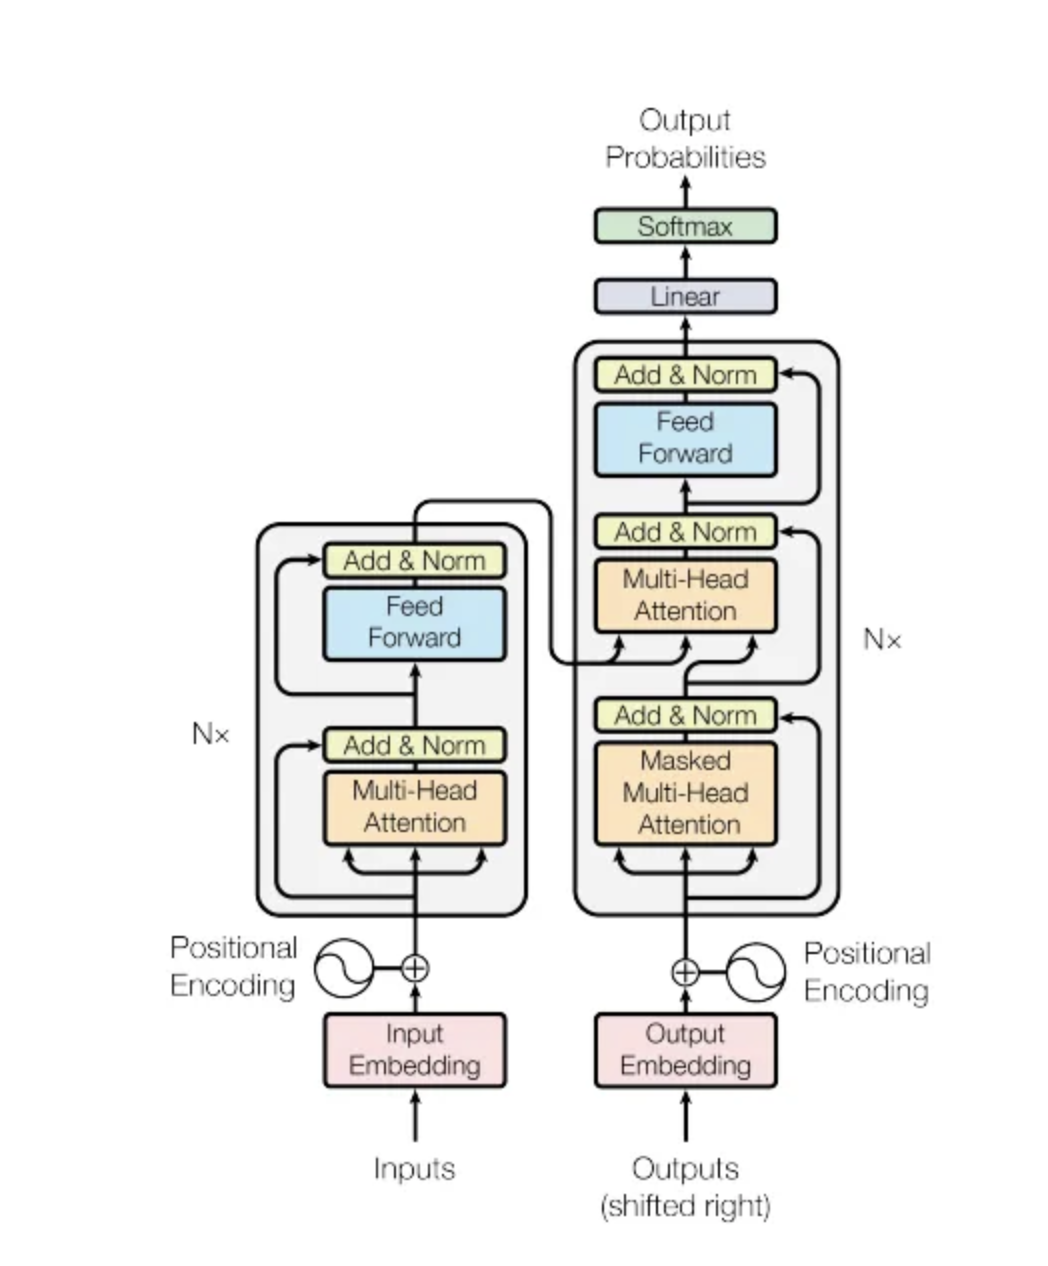 Output
Probabilities
Softmax
Linear
Add & Norm
Feed
Forward
Add & Norm
Multi-Head
Attention
Nx
Add & Norm
Masked
Multi-Head
Attention
Add & Norm
Feed
Forward
Nx
Add & Norm
Multi-Head
Attention
Positional
Encoding
Positional
Encoding
Input
Embedding
Output
Embedding
Inputs
Outputs
(shifted right)